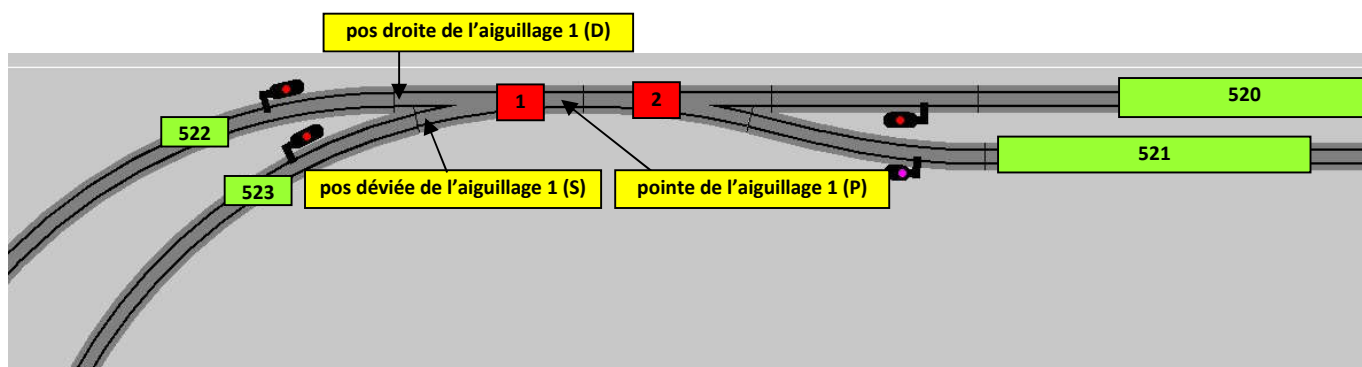 pos droite de l'aiguillage 1 (D)
1
2
520
522
521
523
pos déviée de l'aiguillage 1 (S)
pointe de l'aiguillage 1 (P)